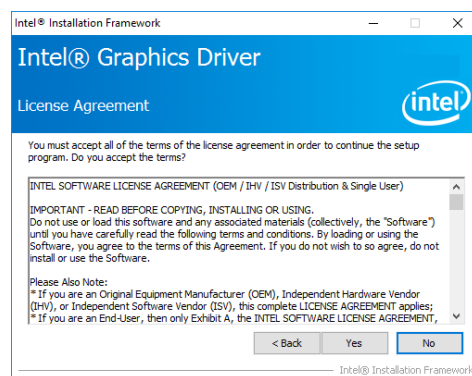 Intel® Installation Framework
Intel® Graphics Driver
License Agreement
intel
You must accept all of the terms of the license agreement in order to continue the setup
program. Do you accept the terms?
INTEL SOFTWARE LICENSE AGREEMENT (OEM / IHV / ISV Distribution & Single User)
IMPORTANT - READ BEFORE COPYING, INSTALLING OR USING.
Do not use or load this software and any associated materials (collectively, the "Software")
until you have carefully read the following terms and conditions. By loading or using the
Software, you agree to the terms of this Agreement. If you do not wish to so agree, do not
install or use the Software.
Please Also Note:
* If you are an Original Equipment Manufacturer (OEM), Independent Hardware Vendor
(IHV), or Independent Software Vendor (ISV), this complete LICENSE AGREEMENT applies;
* If you are an End-User, then only Exhibit A, the INTEL SOFTWARE LICENSE AGREEMENT,
< Back Yes No
Intel® Installation Framework